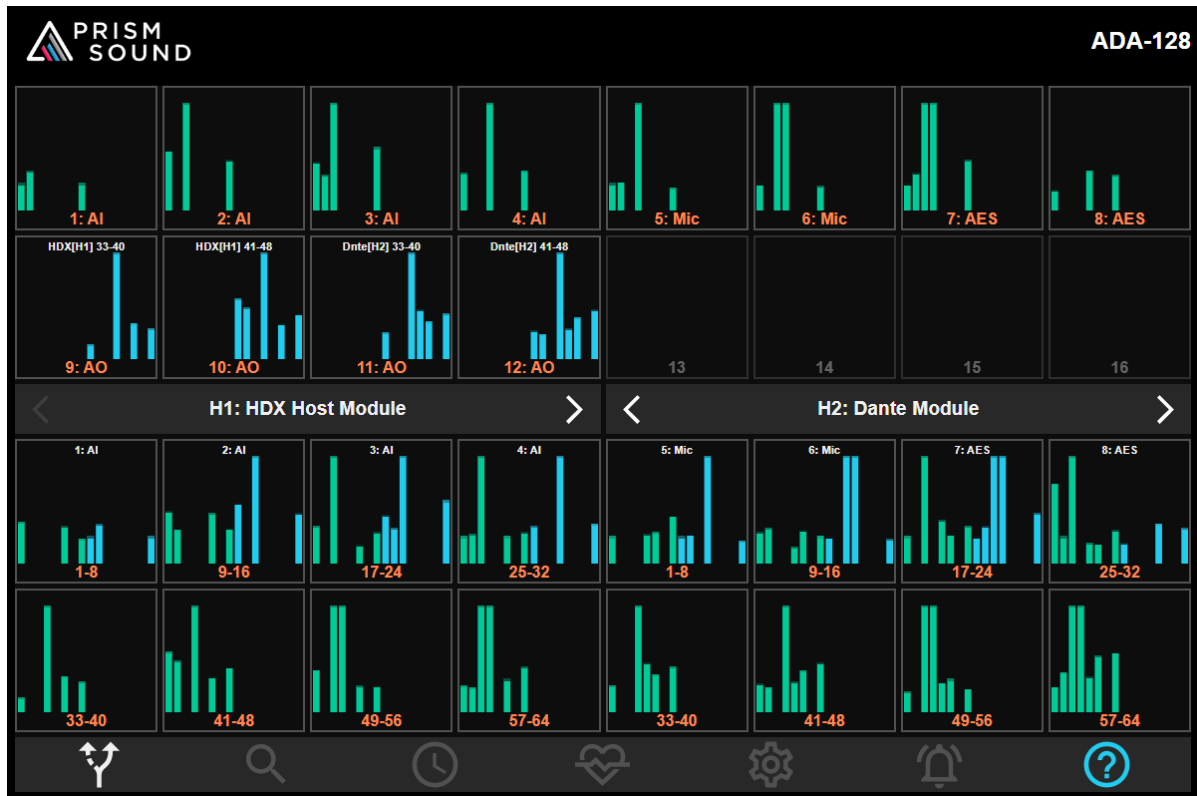 PRISM
SOUND
ADA-128
1: AI
2: AI
3: AI
4: AI
5: Mic
6: Mic
7: AES
8: AES
HDX[H1] 33-40
HDX[H1] 41-48
Dnte[H2] 33-40
Dnte[H2] 41-48
9: AO
10: AO
11: AO
12: AO
13
14
15
16
H1: HDX Host Module
H2: Dante Module
1: AI
2: AI
3: AI
4: AI
5: Mic
6: Mic
7: AES
8: AES
1-8
9-16
17-24
25-32
1-8
9-16
17-24
25-32
33-40
41-48
49-56
57-64
33-40
41-48
49-56
57-64
?